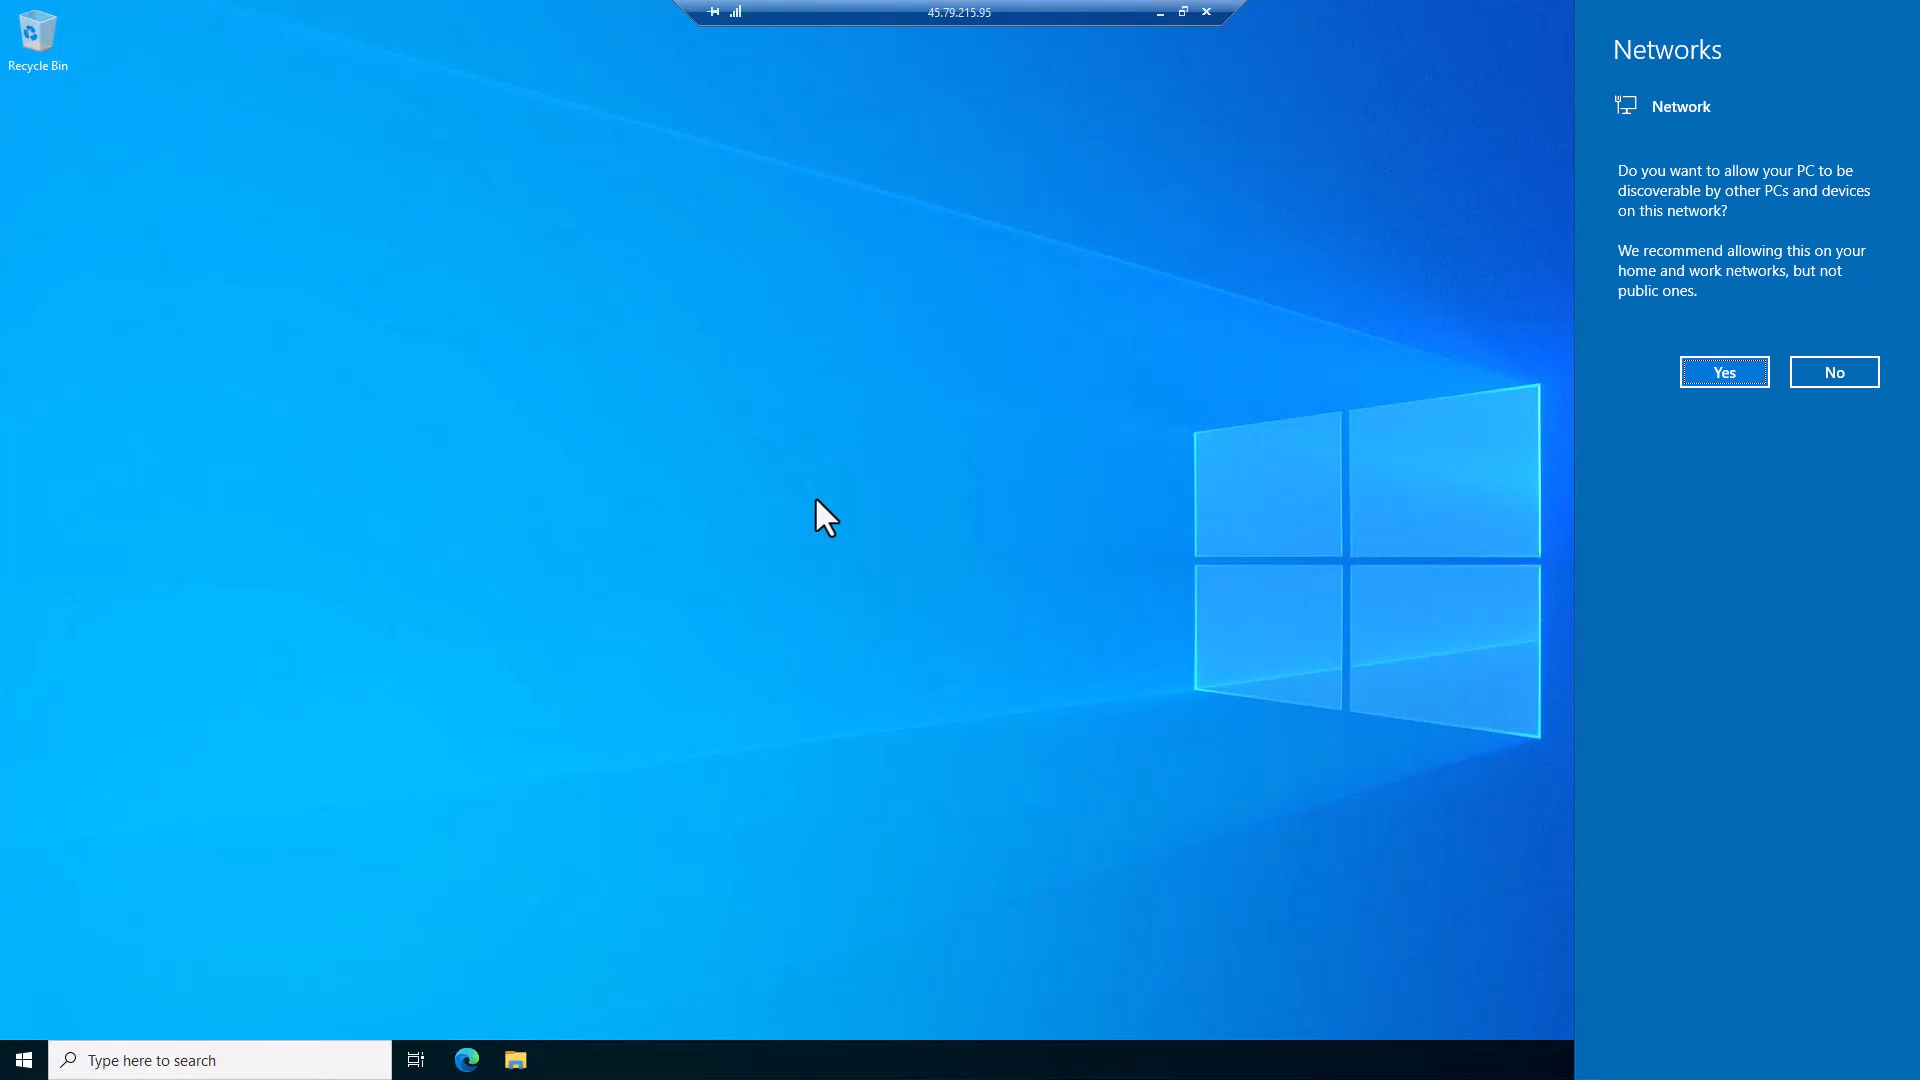 Recycle Bin
45.79.215.95
Networks
Network
Do you want to allow your PC to be
discoverable by other PCs and devices
on this network?
We recommend allowing this on your
home and work networks, but not
public ones.
Yes
No
Type here to search